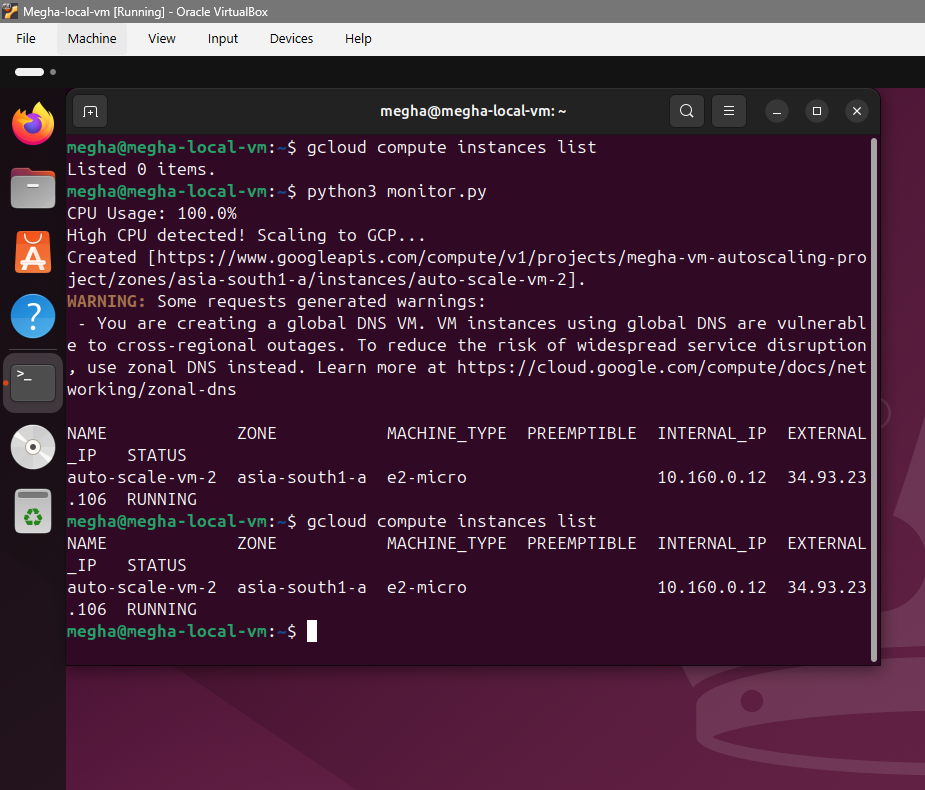 Megha-local-vm [Running] - Oracle VirtualBox
File Machine View Input Devices Help
megha@megha-local-vm: ~
megha@megha-local-vm:~$ gcloud compute instances list
Listed 0 items.
megha@megha-local-vm:~$ python3 monitor.py
CPU Usage: 100.0%
High CPU detected! Scaling to GCP...
Created [https://www.googleapis.com/compute/v1/projects/megha-vm-autoscaling-pro
ject/zones/asia-south1-a/instances/auto-scale-vm-2].
WARNING: Some requests generated warnings:
 - You are creating a global DNS VM. VM instances using global DNS are vulnerabl
e to cross-regional outages. To reduce the risk of widespread service disruption
, use zonal DNS instead. Learn more at https://cloud.google.com/compute/docs/net
working/zonal-dns
NAME ZONE MACHINE_TYPE PREEMPTIBLE INTERNAL_IP EXTERNAL
_IP STATUS
auto-scale-vm-2 asia-south1-a e2-micro 10.160.0.12 34.93.23
.106 RUNNING
megha@megha-local-vm:~$ gcloud compute instances list
NAME ZONE MACHINE_TYPE PREEMPTIBLE INTERNAL_IP EXTERNAL
_IP STATUS
auto-scale-vm-2 asia-south1-a e2-micro 10.160.0.12 34.93.23
.106 RUNNING
megha@megha-local-vm:~$